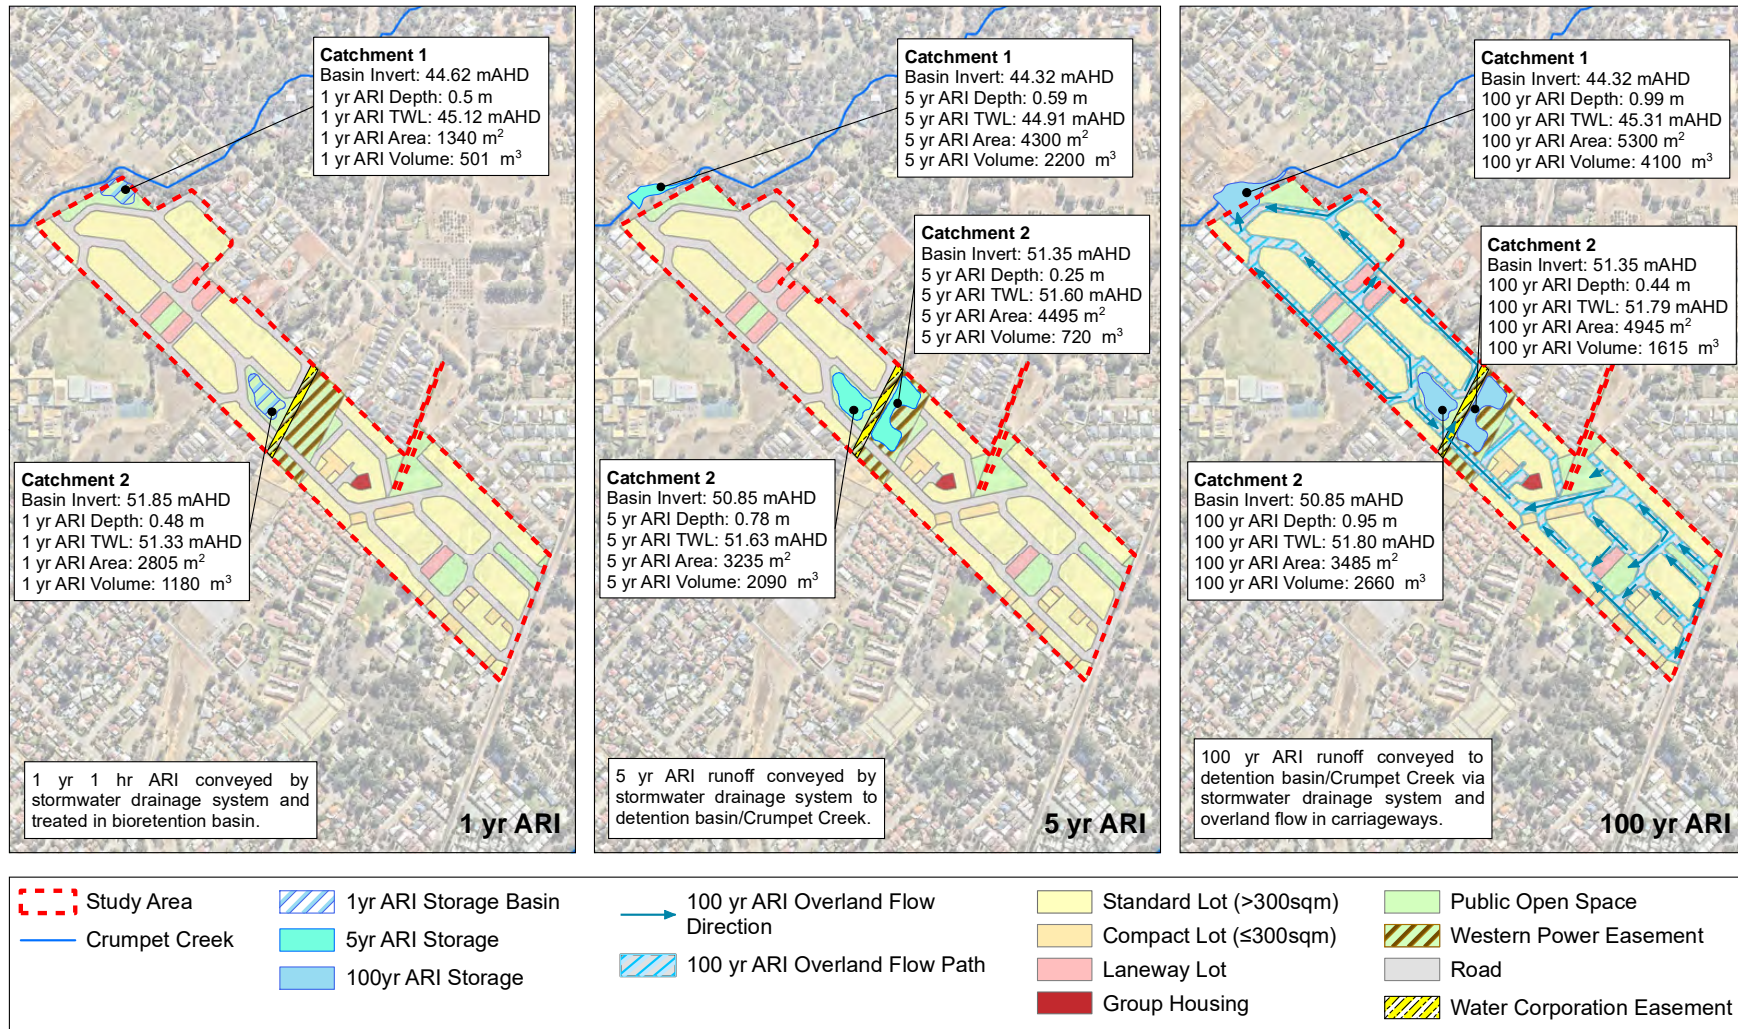 Catchment 1
Basin Invert: 44.62 mAHD
1 yr ARI Depth: 0.5 m
1 yr ARI TWL: 45.12 mAHD
1 yr ARI Area: 1340 m²
1 yr ARI Volume: 501 m³
Catchment 2
Basin Invert: 51.85 mAHD
1 yr ARI Depth: 0.48 m
1 yr ARI TWL: 51.33 mAHD
1 yr ARI Area: 2805 m²
1 yr ARI Volume: 1180 m³
1 yr 1 hr ARI conveyed by
stormwater drainage system and
treated in bioretention basin.
1 yr ARI
Catchment 1
Basin Invert: 44.32 mAHD
5 yr ARI Depth: 0.59 m
5 yr ARI TWL: 44.91 mAHD
5 yr ARI Area: 4300 m²
5 yr ARI Volume: 2200 m³
Catchment 2
Basin Invert: 51.35 mAHD
5 yr ARI Depth: 0.25 m
5 yr ARI TWL: 51.60 mAHD
5 yr ARI Area: 4495 m²
5 yr ARI Volume: 720 m³
Catchment 2
Basin Invert: 50.85 mAHD
5 yr ARI Depth: 0.78 m
5 yr ARI TWL: 51.63 mAHD
5 yr ARI Area: 3235 m²
5 yr ARI Volume: 2090 m³
5 yr ARI runoff conveyed by
stormwater drainage system to
detention basin/Crumpet Creek.
5 yr ARI
Catchment 1
Basin Invert: 44.32 mAHD
100 yr ARI Depth: 0.99 m
100 yr ARI TWL: 45.31 mAHD
100 yr ARI Area: 5300 m²
100 yr ARI Volume: 4100 m³
Catchment 2
Basin Invert: 51.35 mAHD
100 yr ARI Depth: 0.44 m
100 yr ARI TWL: 51.79 mAHD
100 yr ARI Area: 4945 m²
100 yr ARI Volume: 1615 m³
Catchment 2
Basin Invert: 50.85 mAHD
100 yr ARI Depth: 0.95 m
100 yr ARI TWL: 51.80 mAHD
100 yr ARI Area: 3485 m²
100 yr ARI Volume: 2660 m³
100 yr ARI runoff conveyed to
detention basin/Crumpet Creek via
stormwater drainage system and
overland flow in carriageways.
100 yr ARI
Study Area
Crumpet Creek
1yr ARI Storage Basin
5yr ARI Storage
100yr ARI Storage
100 yr ARI Overland Flow
Direction
100 yr ARI Overland Flow Path
Standard Lot (>300sqm)
Compact Lot (≤300sqm)
Laneway Lot
Group Housing
Public Open Space
Western Power Easement
Road
Water Corporation Easement